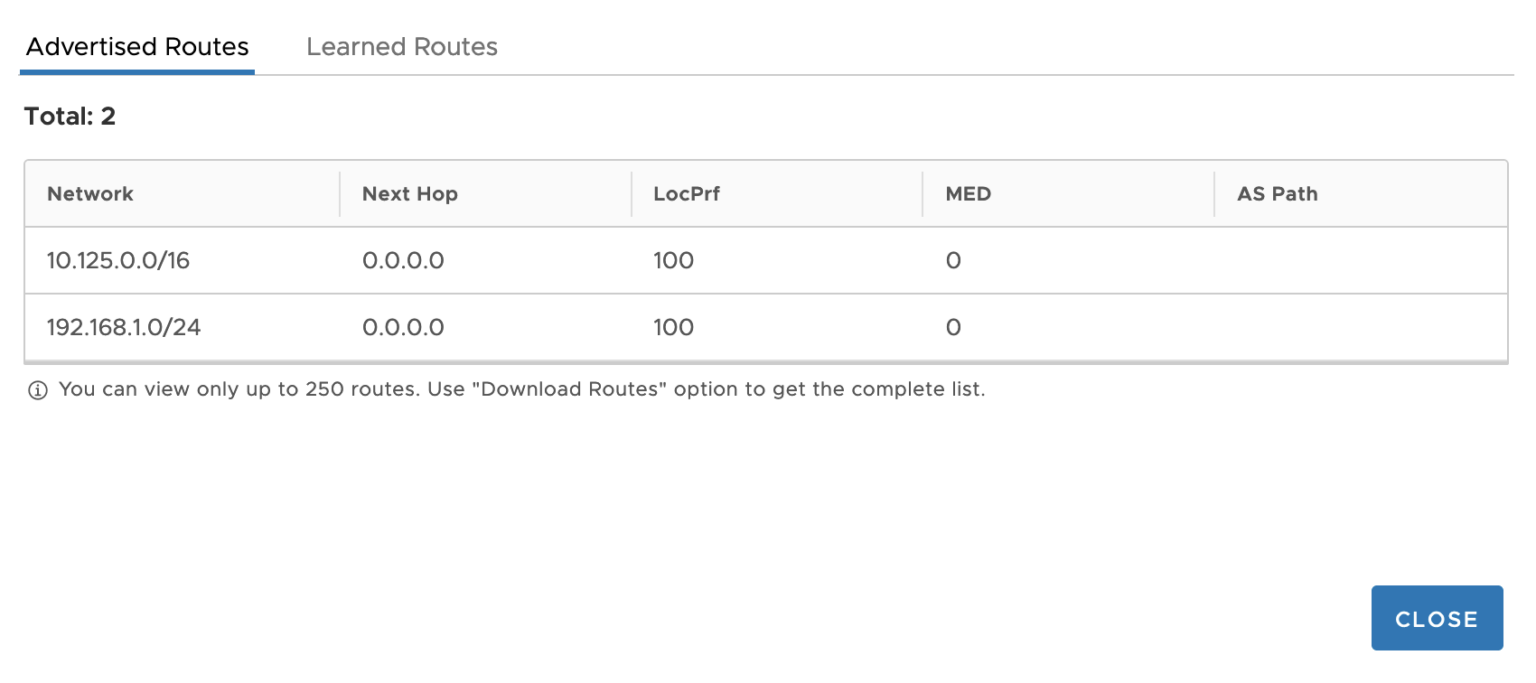 Advertised Routes Learned Routes
Total: 2
Network Next Hop LocPrf MED AS Path
10.125.0.0/16 0.0.0.0 100 0
192.168.1.0/24 0.0.0.0 100 0
You can view only up to 250 routes. Use "Download Routes" option to get the complete list.
CLOSE